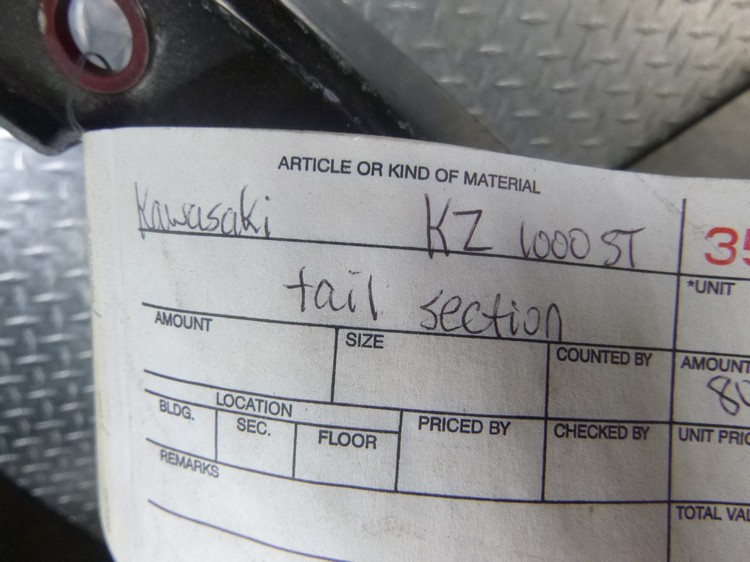 ARTICLE OR KIND OF MATERIAL
Kawasaki KZ 1000 ST
tail section
*UNIT
AMOUNT
SIZE
COUNTED BY
AMOUNT
LOCATION
BLDG.
SEC.
FLOOR
PRICED BY
CHECKED BY
UNIT PRIC
REMARKS
TOTAL VAL